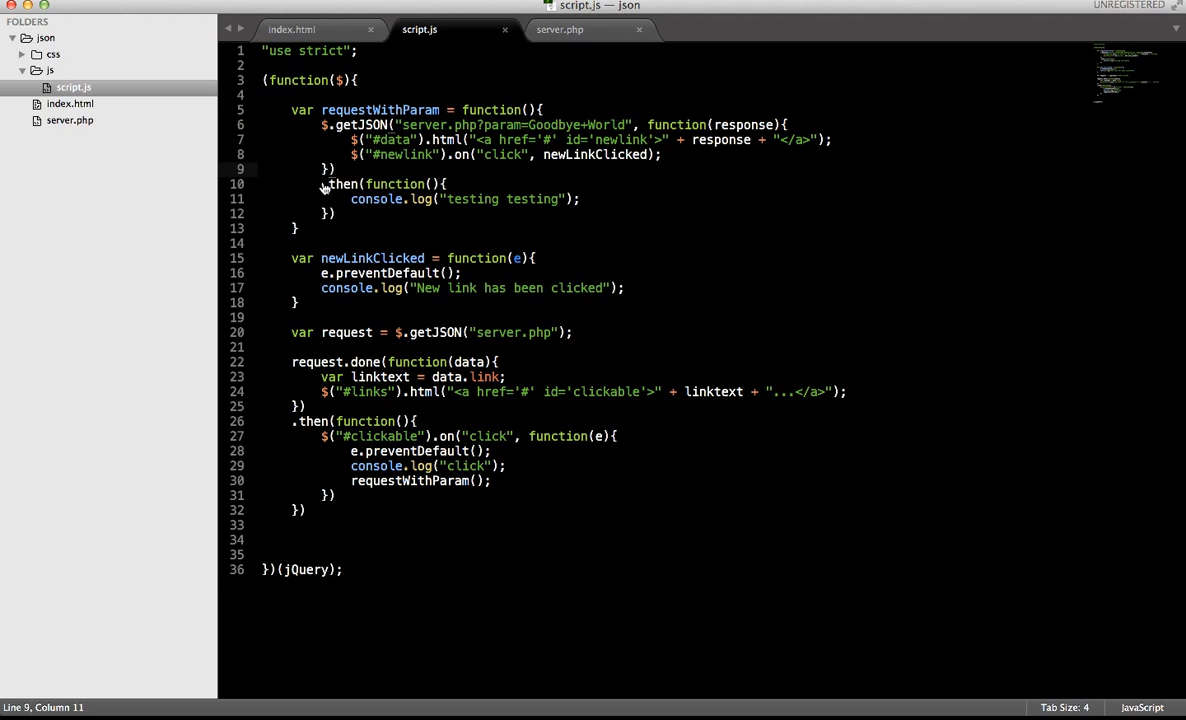 script.js — json
UNREGISTERED
FOLDERS
json
css
js
script.js
index.html
server.php
index.html ×
script.js ×
server.php ×
1 "use strict";
2
3 (function($){
4
5 var requestWithParam = function(){
6 $.getJSON("server.php?param=Goodbye+World", function(response){
7 $("#data").html("<a href='#' id='newlink'>" + response + "</a>");
8 $("#newlink").on("click", newLinkClicked);
9 })
10 .then(function(){
11 console.log("testing testing");
12 })
13 }
14
15 var newLinkClicked = function(e){
16 e.preventDefault();
17 console.log("New link has been clicked");
18 }
19
20 var request = $.getJSON("server.php");
21
22 request.done(function(data){
23 var linktext = data.link;
24 $("#links").html("<a href='#' id='clickable'>" + linktext + "...</a>");
25 })
26 .then(function(){
27 $("#clickable").on("click", function(e){
28 e.preventDefault();
29 console.log("click");
30 requestWithParam();
31 })
32 })
33
34
35
36 })(jQuery);
Line 9, Column 11
Tab Size: 4
JavaScript